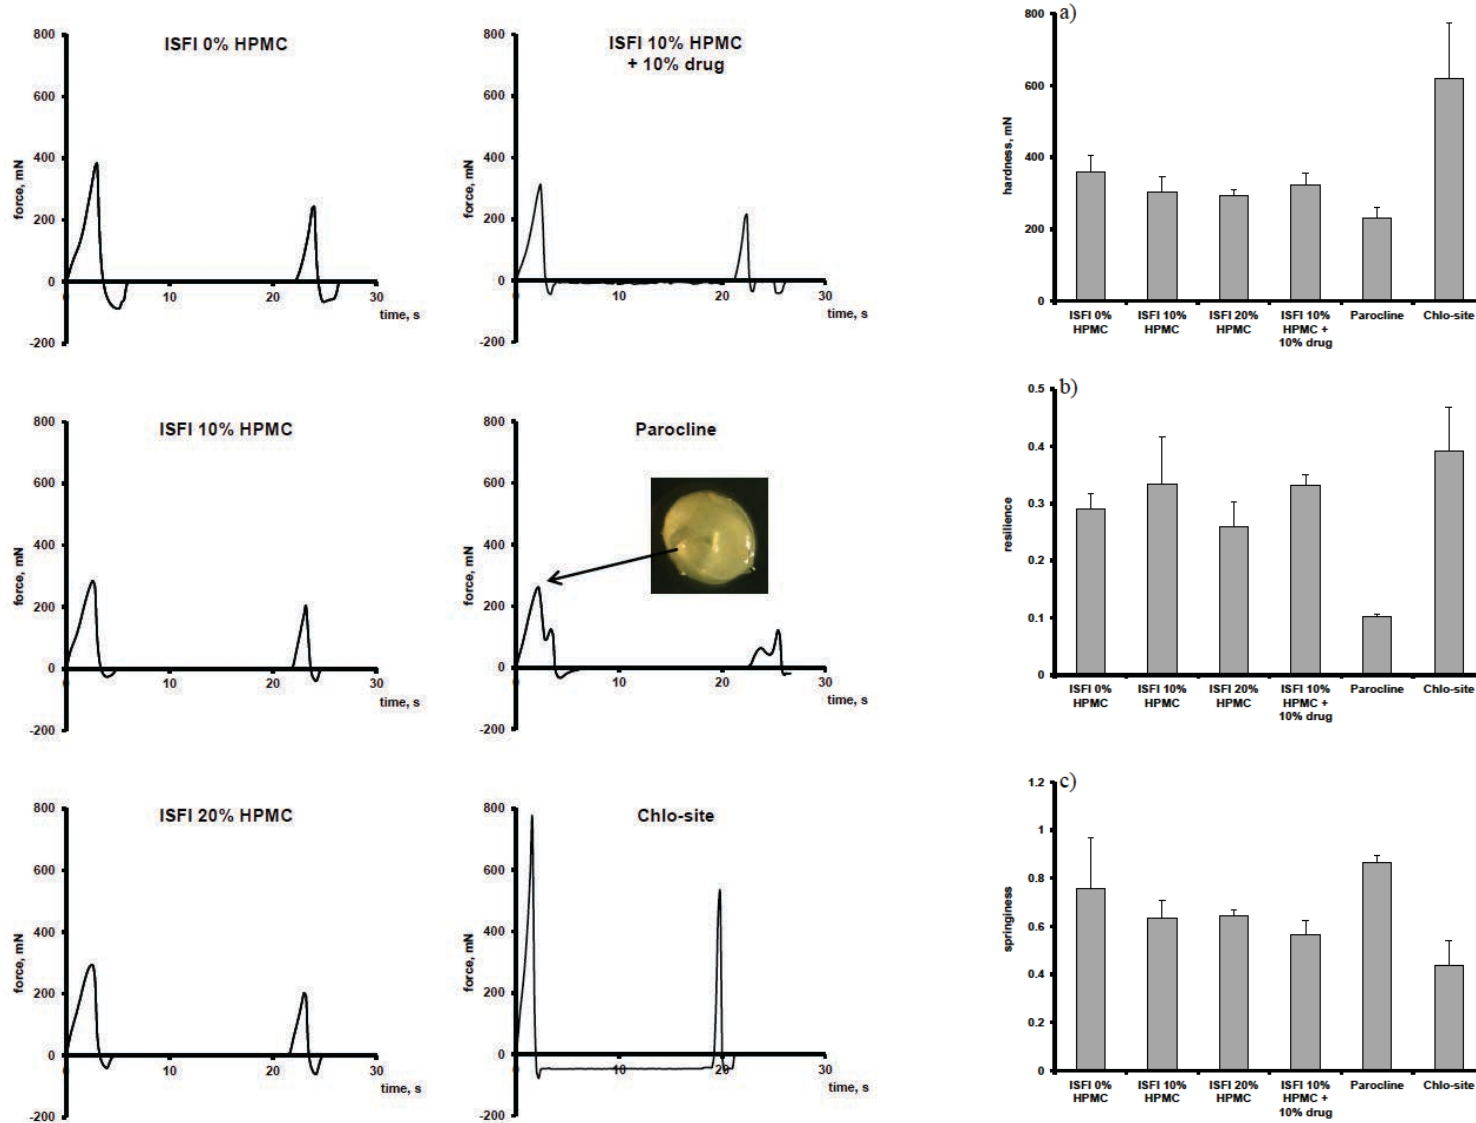 ISFI 0% HPMC
800
600
400
200
0
-200
force, mN
0
10
20
30
time, s
ISFI 10% HPMC
+ 10% drug
800
600
400
200
0
-200
force, mN
0
10
20
30
time, s
ISFI 10% HPMC
800
600
400
200
0
-200
force, mN
0
10
20
30
time, s
Parocline
800
600
400
200
0
-200
force, mN
0
10
20
30
time, s
ISFI 20% HPMC
800
600
400
200
0
-200
force, mN
0
10
20
30
time, s
Chlo-site
800
600
400
200
0
-200
force, mN
0
10
20
30
time, s
a)
800
600
400
200
0
hardness, mN
ISFI 0%
HPMC
ISFI 10%
HPMC
ISFI 20%
HPMC
ISFI 10%
HPMC +
10% drug
Parocline
Chlo-site
b)
0.5
0.4
0.3
0.2
0.1
0
resilience
ISFI 0%
HPMC
ISFI 10%
HPMC
ISFI 20%
HPMC
ISFI 10%
HPMC +
10% drug
Parocline
Chlo-site
c)
1.2
1
0.8
0.6
0.4
0.2
0
springiness
ISFI 0%
HPMC
ISFI 10%
HPMC
ISFI 20%
HPMC
ISFI 10%
HPMC +
10% drug
Parocline
Chlo-site